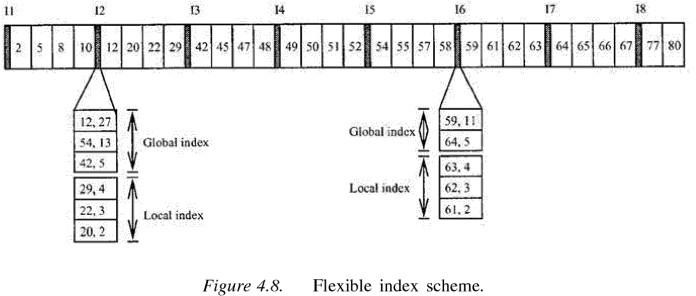 I1 I2 I3 I4 I5 I6 I7 I8
2 5 8 10 12 20 22 29 42 45 47 48 49 50 51 52 54 55 57 58 59 61 62 63 64 65 66 67 77 80
12, 27
54, 13
42, 5
Global index
29, 4
22, 3
20, 2
Local index
59, 11
64, 5
Global index
63, 4
62, 3
61, 2
Local index
Figure 4.8. Flexible index scheme.